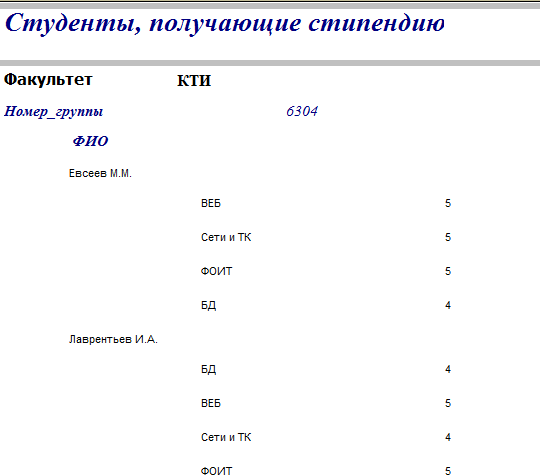 Студенты, получающие стипендию
Факультет КТИ
Номер_группы 6304
ФИО
Евсеев М.М.
ВЕБ 5
Сети и ТК 5
ФОИТ 5
БД 4
Лаврентьев И.А.
БД 4
ВЕБ 5
Сети и ТК 4
ФОИТ 5